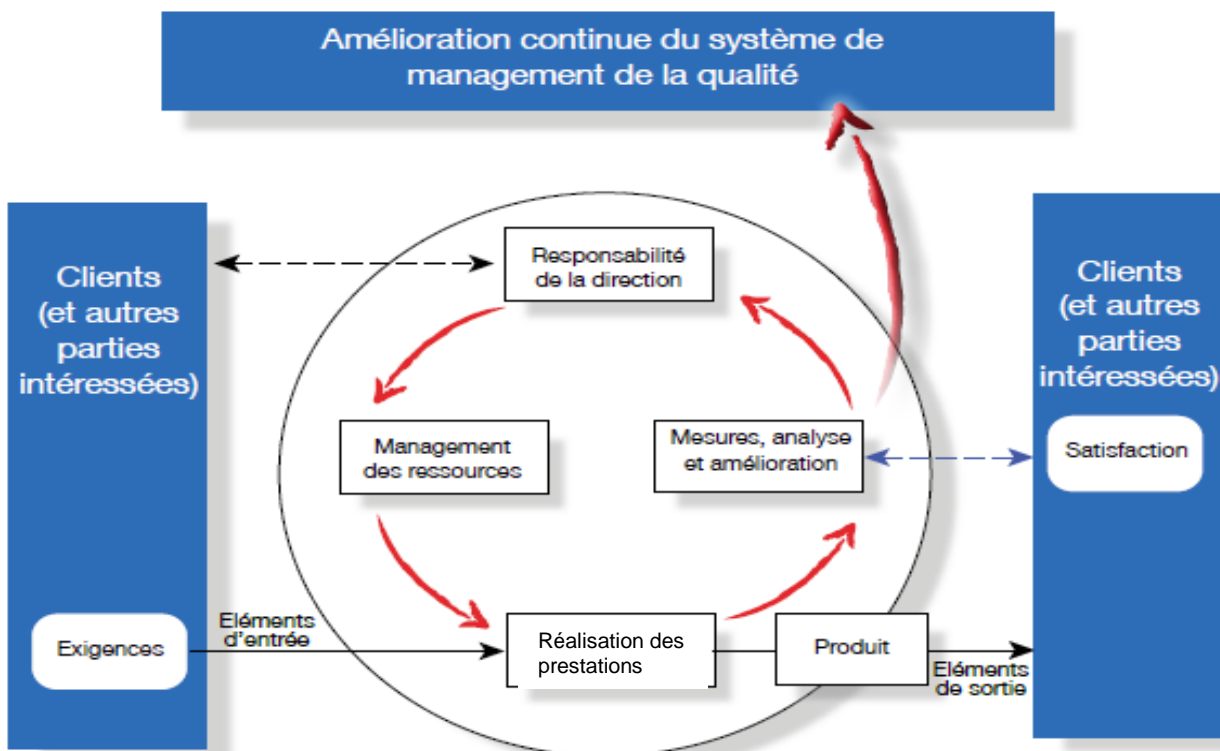 Amélioration continue du système de
management de la qualité
Clients
(et autres
parties
intéressées)
Responsabilité
de la direction
Clients
(et autres
parties
intéressées)
Management
des ressources
Mesures, analyse
et amélioration
Satisfaction
Exigences
Eléments
d'entrée
Réalisation des
prestations
Produit
Eléments
de sortie